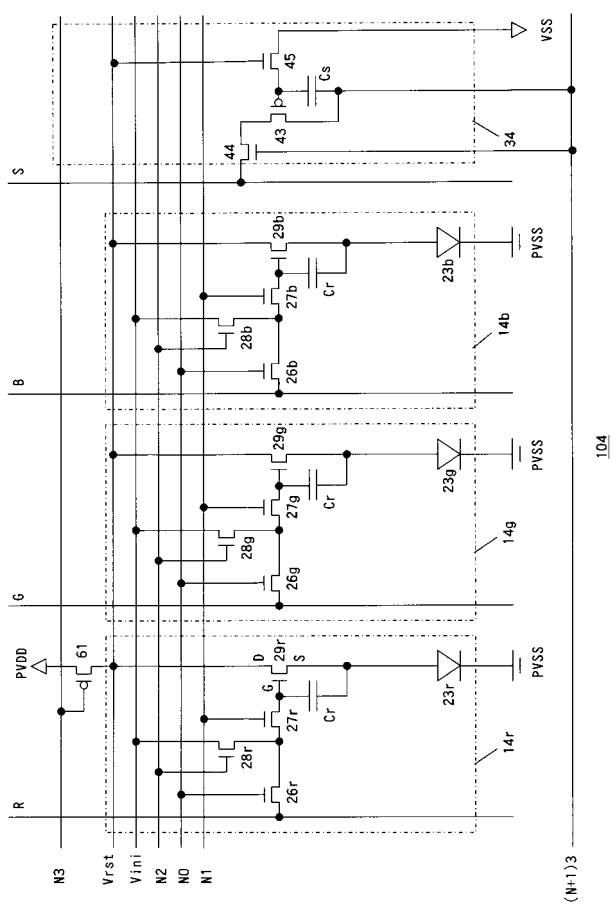 R
G
B
S
PVDD
61
N3
Vrst
Vini
N2
N0
N1
28r
26r
27r
G
D
29r
S
Cr
23r
PVSS
14r
28g
26g
27g
29g
Cr
23g
PVSS
14g
28b
26b
27b
29b
Cr
23b
PVSS
14b
44
43
45
Cs
34
VSS
(N+1)3
104